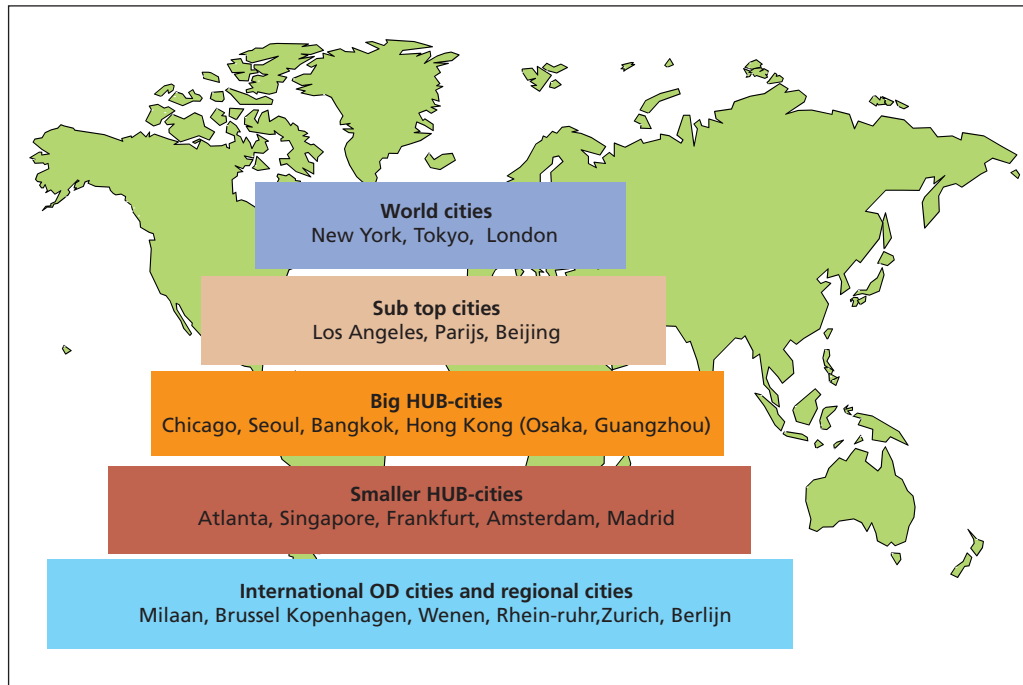 World cities
New York, Tokyo, London
Sub top cities
Los Angeles, Parijs, Beijing
Big HUB-cities
Chicago, Seoul, Bangkok, Hong Kong (Osaka, Guangzhou)
Smaller HUB-cities
Atlanta, Singapore, Frankfurt, Amsterdam, Madrid
International OD cities and regional cities
Milaan, Brussel Kopenhagen, Wenen, Rhein-ruhr,Zurich, Berlijn